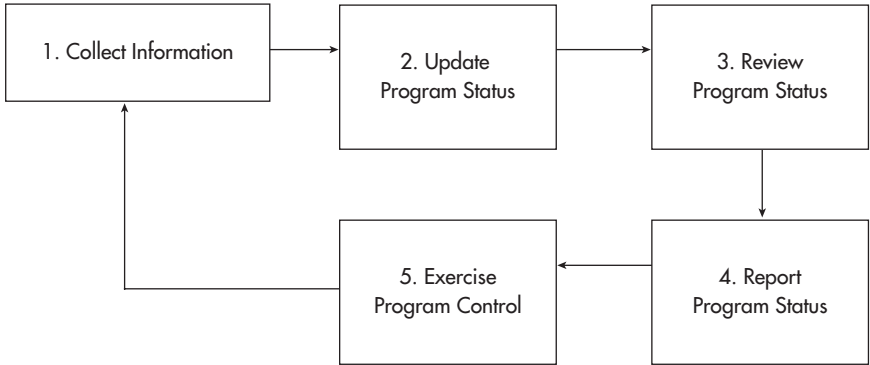 1. Collect Information
2. Update
Program Status
3. Review
Program Status
4. Report
Program Status
5. Exercise
Program Control